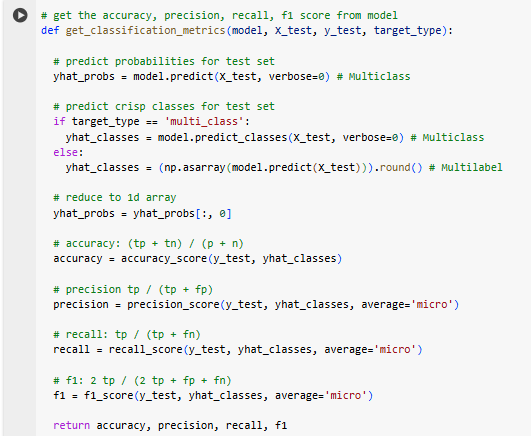 # get the accuracy, precision, recall, f1 score from model
def get_classification_metrics(model, X_test, y_test, target_type):
# predict probabilities for test set
yhat_probs = model.predict(X_test, verbose=0) # Multiclass
# predict crisp classes for test set
if target_type == 'multi_class':
yhat_classes = model.predict_classes(X_test, verbose=0) # Multiclass
else:
yhat_classes = (np.asarray(model.predict(X_test))).round() # Multilabel
# reduce to 1d array
yhat_probs = yhat_probs[:, 0]
# accuracy: (tp + tn) / (p + n)
accuracy = accuracy_score(y_test, yhat_classes)
# precision tp / (tp + fp)
precision = precision_score(y_test, yhat_classes, average='micro')
# recall: tp / (tp + fn)
recall = recall_score(y_test, yhat_classes, average='micro')
# f1: 2 tp / (2 tp + fp + fn)
f1 = f1_score(y_test, yhat_classes, average='micro')
return accuracy, precision, recall, f1